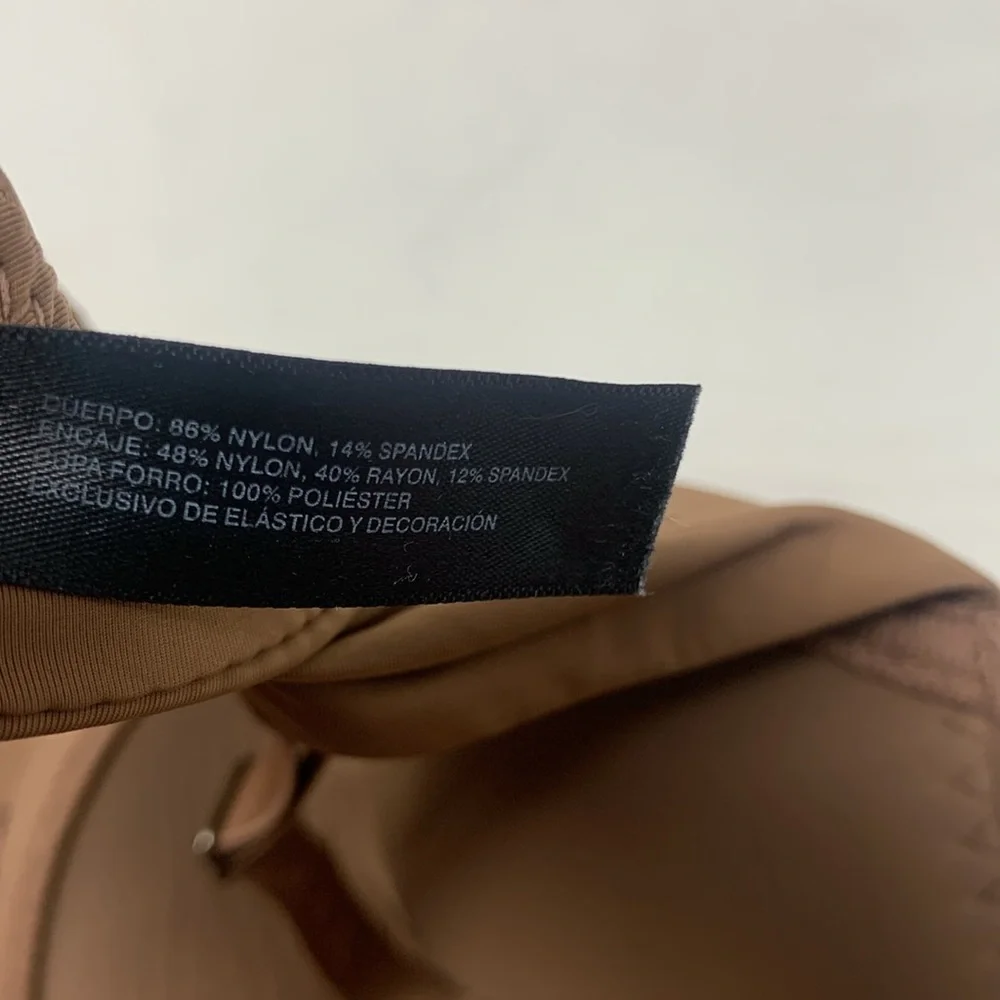 CUERPO: 86% NYLON, 14% SPANDEX
ENCAJE: 48% NYLON, 40% RAYON, 12% SPANDEX
COPA FORRO: 100% POLIÉSTER
EXCLUSIVO DE ELÁSTICO Y DECORACIÓN